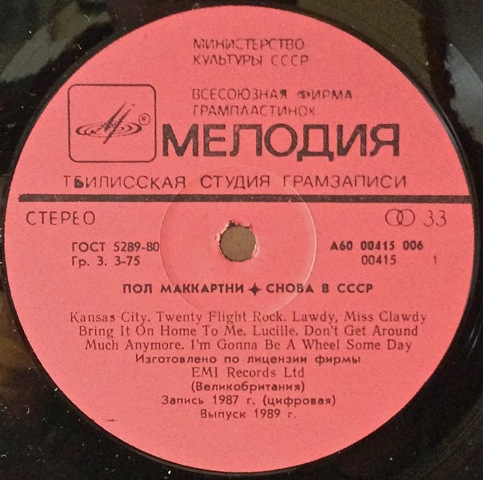 МИНИСТЕРСТВО
КУЛЬТУРЫ СССР
ВСЕСОЮЗНАЯ ФИРМА
ГРАМПЛАСТИНОК
®
МЕЛОДИЯ
ТБИЛИССКАЯ СТУДИЯ ГРАМЗАПИСИ
СТЕРЕО
33
ГОСТ 5289-80
Гр. 3. 3-75
А60 00415 006
00415 1
ПОЛ МАККАРТНИ ✦ СНОВА В СССР
Kansas City. Twenty Flight Rock. Lawdy, Miss Clawdy
Bring It On Home To Me. Lucille. Don't Get Around
Much Anymore. I'm Gonna Be A Wheel Some Day
Изготовлено по лицензии фирмы
EMI Records Ltd
(Великобритания)
Запись 1987 г. (цифровая)
Выпуск 1989 г.